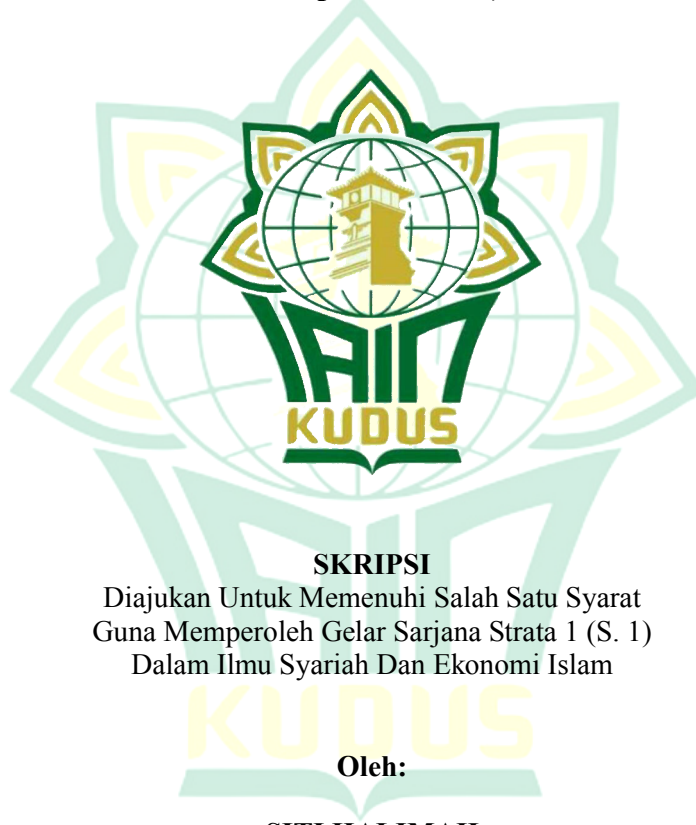 IAIN
KUDUS
SKRIPSI
Diajukan Untuk Memenuhi Salah Satu Syarat
Guna Memperoleh Gelar Sarjana Strata 1 (S. 1)
Dalam Ilmu Syariah Dan Ekonomi Islam
Oleh: